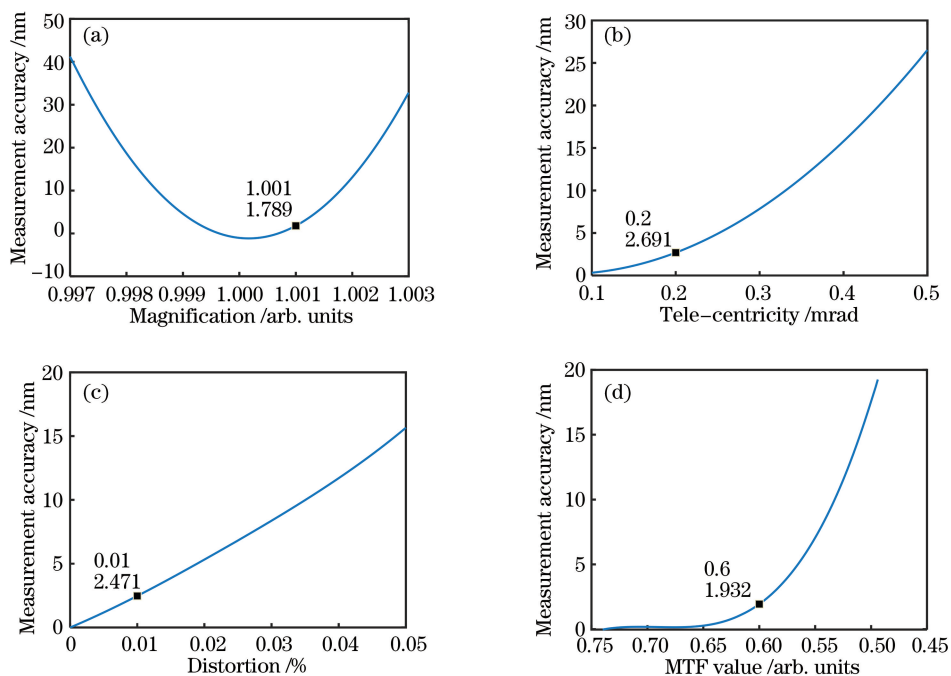 (a)
Measurement accuracy /nm
50
40
30
20
10
0
−10
1.001
1.789
0.997 0.998 0.999 1.000 1.001 1.002 1.003
Magnification /arb. units
(b)
Measurement accuracy /nm
30
25
20
15
10
5
0
0.2
2.691
0.1 0.2 0.3 0.4 0.5
Tele−centricity /mrad
(c)
Measurement accuracy /nm
20
15
10
5
0
0.01
2.471
0 0.01 0.02 0.03 0.04 0.05
Distortion /%
(d)
Measurement accuracy /nm
20
15
10
5
0
0.6
1.932
0.75 0.70 0.65 0.60 0.55 0.50 0.45
MTF value /arb. units